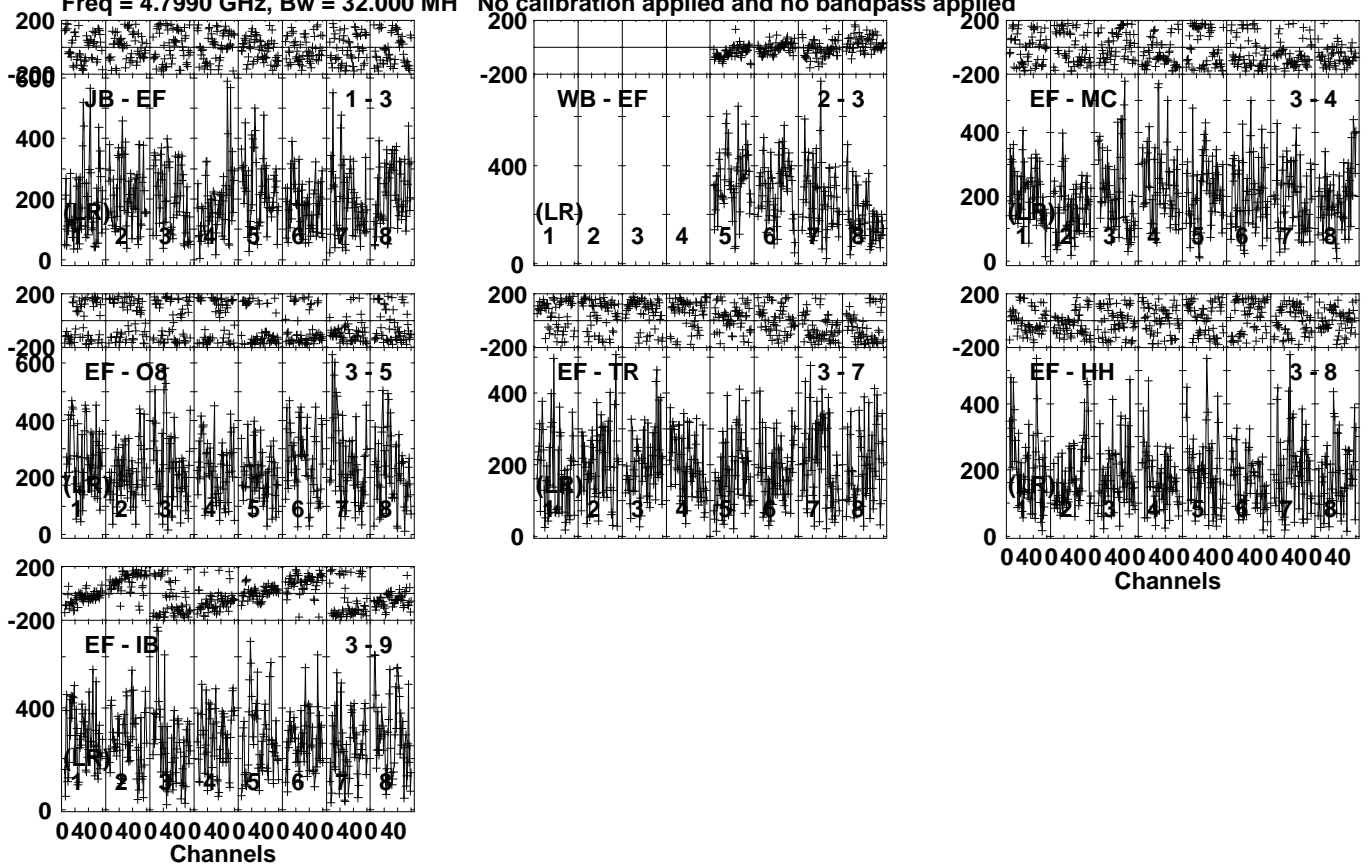 Freq = 4.7990 GHz, Bw = 32.000 MH No calibration applied and no bandpass applied
200
-200
600
400
200
0
JB - EF 1 - 3
(LR)
1 2 3 4 5 6 7 8
200
-200
400
0
WB - EF 2 - 3
(LR)
1 2 3 4 5 6 7 8
200
-200
400
200
0
EF - MC 3 - 4
(LR)
1 2 3 4 5 6 7 8
200
-200
600
400
200
0
EF - O8 3 - 5
(LR)
1 2 3 4 5 6 7 8
200
-200
400
200
0
EF - TR 3 - 7
(LR)
1 2 3 4 5 6 7 8
200
-200
400
200
0
EF - HH 3 - 8
(LR)
1 2 3 4 5 6 7 8
0 40 0 40 0 40 0 40 0 40 0 40 0 40 0 40
Channels
200
-200
400
0
EF - IB 3 - 9
(LR)
1 2 3 4 5 6 7 8
0 40 0 40 0 40 0 40 0 40 0 40 0 40 0 40
Channels